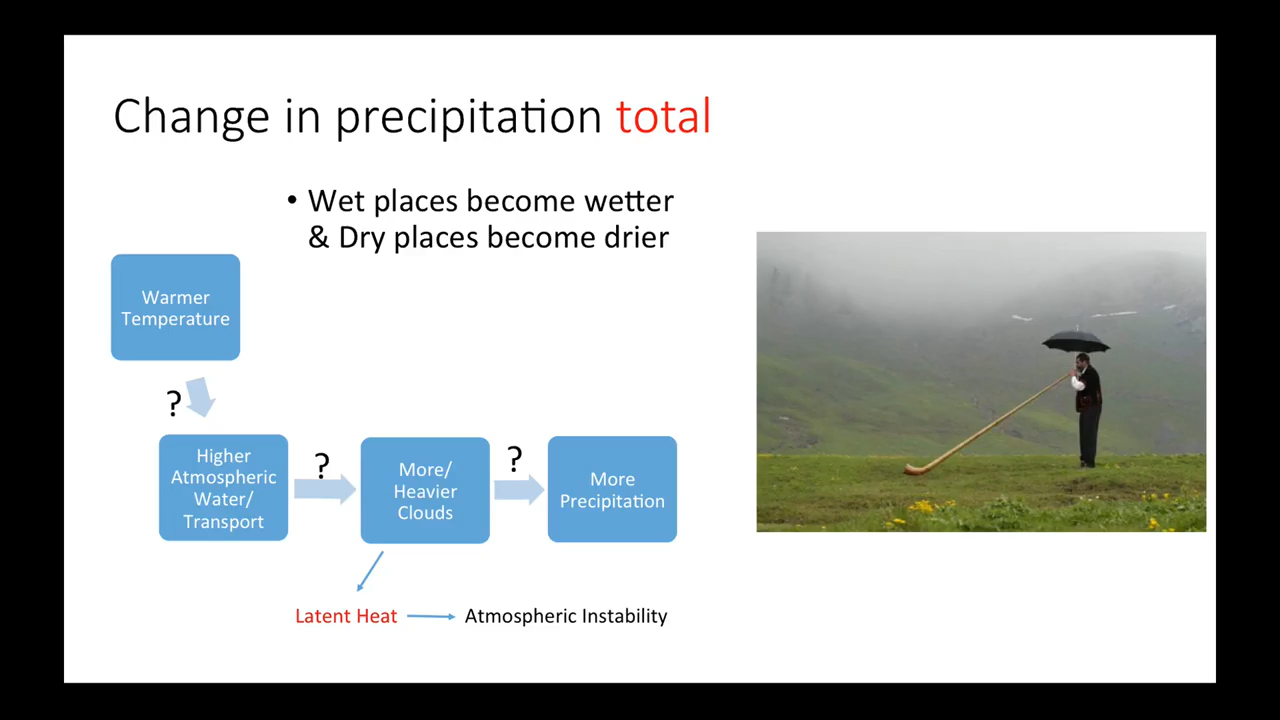 Change in precipitation total
• Wet places become wetter
& Dry places become drier
Warmer
Temperature
?
Higher
Atmospheric
Water/
Transport
?
More/
Heavier
Clouds
?
More
Precipitation
Latent Heat
Atmospheric Instability